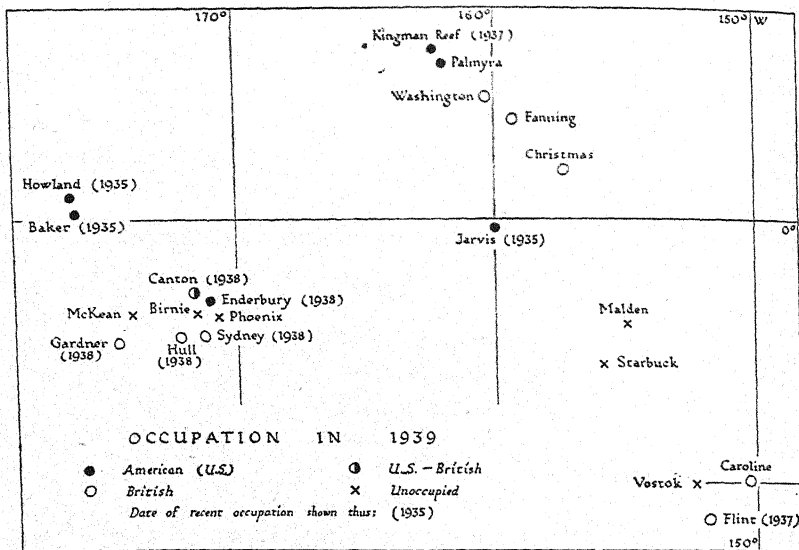 170°
160°
150° W
Kingman Reef (1937)
Palmyra
Washington
Fanning
Christmas
Howland (1935)
Baker (1935)
0°
Jarvis (1935)
Canton (1938)
Enderbury (1938)
McKean
Birnie
Phoenix
Malden
Gardner
(1938)
Hull
(1938)
Sydney (1938)
Starbuck
OCCUPATION IN 1939
American (U.S.)
U.S. – British
British
Unoccupied
Date of recent occupation shown thus: (1935)
Vostok
Caroline
Flint (1937)
150°